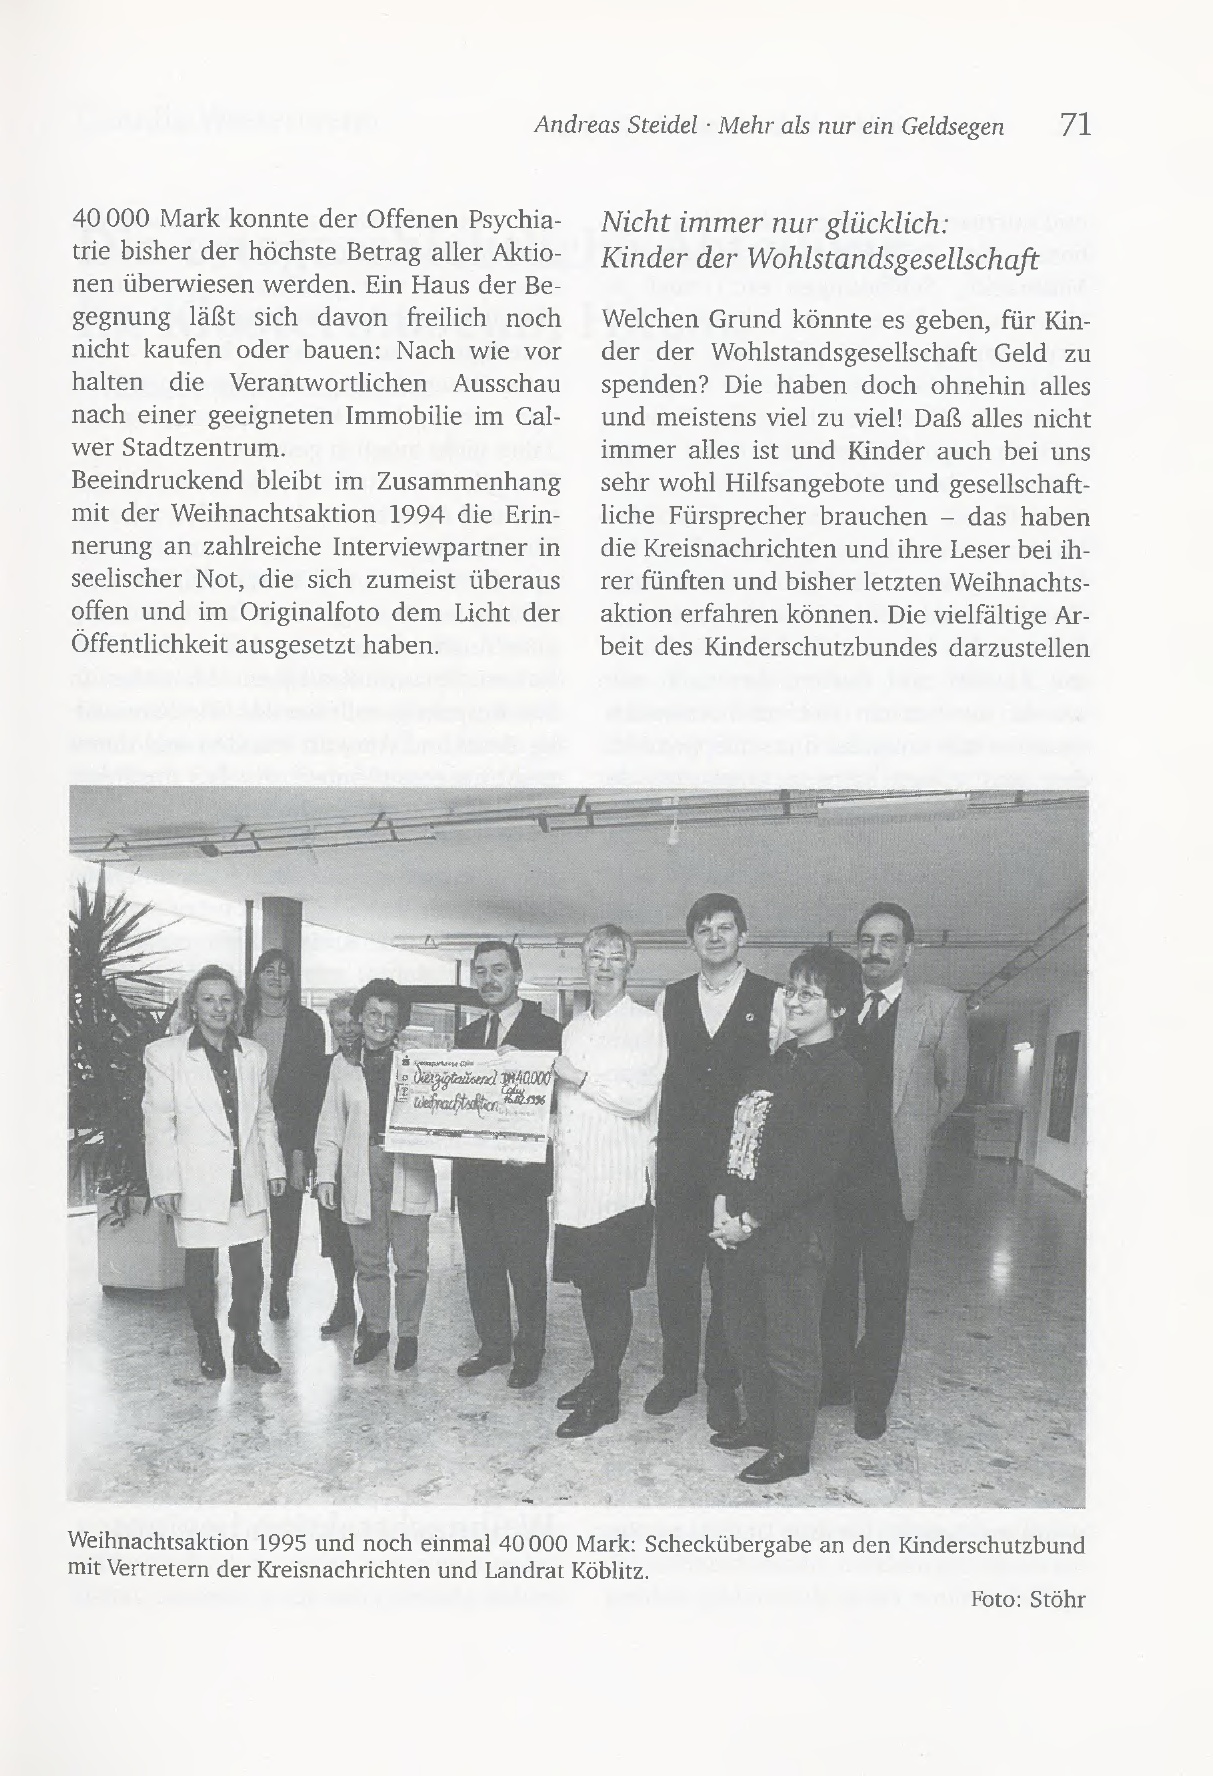 Andreas Steidel · Mehr als nur ein Geldsegen 71
40 000 Mark konnte der Offenen Psychia-
trie bisher der höchste Betrag aller Aktio-
nen überwiesen werden. Ein Haus der Be-
gegnung läßt sich davon freilich noch
nicht kaufen oder bauen: Nach wie vor
halten die Verantwortlichen Ausschau
nach einer geeigneten Immobilie im Cal-
wer Stadtzentrum.
Beeindruckend bleibt im Zusammenhang
mit der Weihnachtsaktion 1994 die Erin-
nerung an zahlreiche Interviewpartner in
seelischer Not, die sich zumeist überaus
offen und im Originalfoto dem Licht der
Öffentlichkeit ausgesetzt haben.
Nicht immer nur glücklich:
Kinder der Wohlstandsgesellschaft
Welchen Grund könnte es geben, für Kin-
der der Wohlstandsgesellschaft Geld zu
spenden? Die haben doch ohnehin alles
und meistens viel zu viel! Daß alles nicht
immer alles ist und Kinder auch bei uns
sehr wohl Hilfsangebote und gesellschaft-
liche Fürsprecher brauchen – das haben
die Kreisnachrichten und ihre Leser bei ih-
rer fünften und bisher letzten Weihnachts-
aktion erfahren können. Die vielfältige Ar-
beit des Kinderschutzbundes darzustellen
Kreissparkasse Calw
Vierzigtausend DM 40.000
Calw
Weihnachtsaktion 16.02.1996
Weihnachtsaktion 1995 und noch einmal 40 000 Mark: Scheckübergabe an den Kinderschutzbund
mit Vertretern der Kreisnachrichten und Landrat Köblitz.
Foto: Stöhr